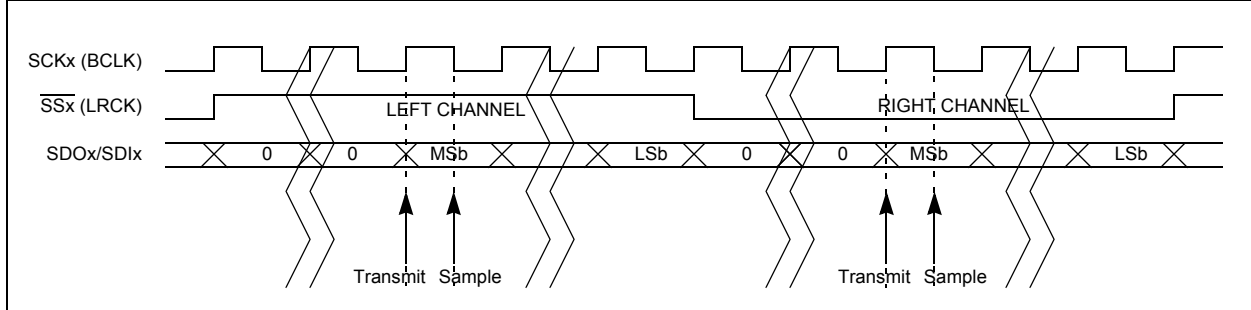 SCKx (BCLK)
SSx (LRCK)
LEFT CHANNEL
RIGHT CHANNEL
SDOx/SDIx
0 0 MSb LSb 0 0 MSb LSb
Transmit Sample Transmit Sample